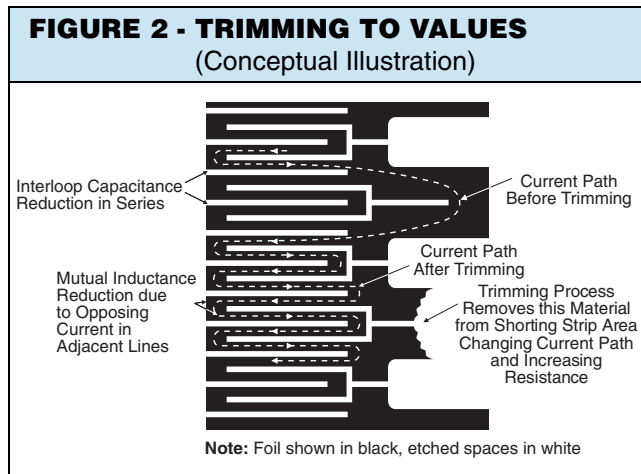 FIGURE 2 - TRIMMING TO VALUES
(Conceptual Illustration)
Interloop Capacitance
Reduction in Series
Current Path
Before Trimming
Mutual Inductance
Reduction due
to Opposing
Current in
Adjacent Lines
Current Path
After Trimming
Trimming Process
Removes this Material
from Shorting Strip Area
Changing Current Path
and Increasing
Resistance
Note: Foil shown in black, etched spaces in white